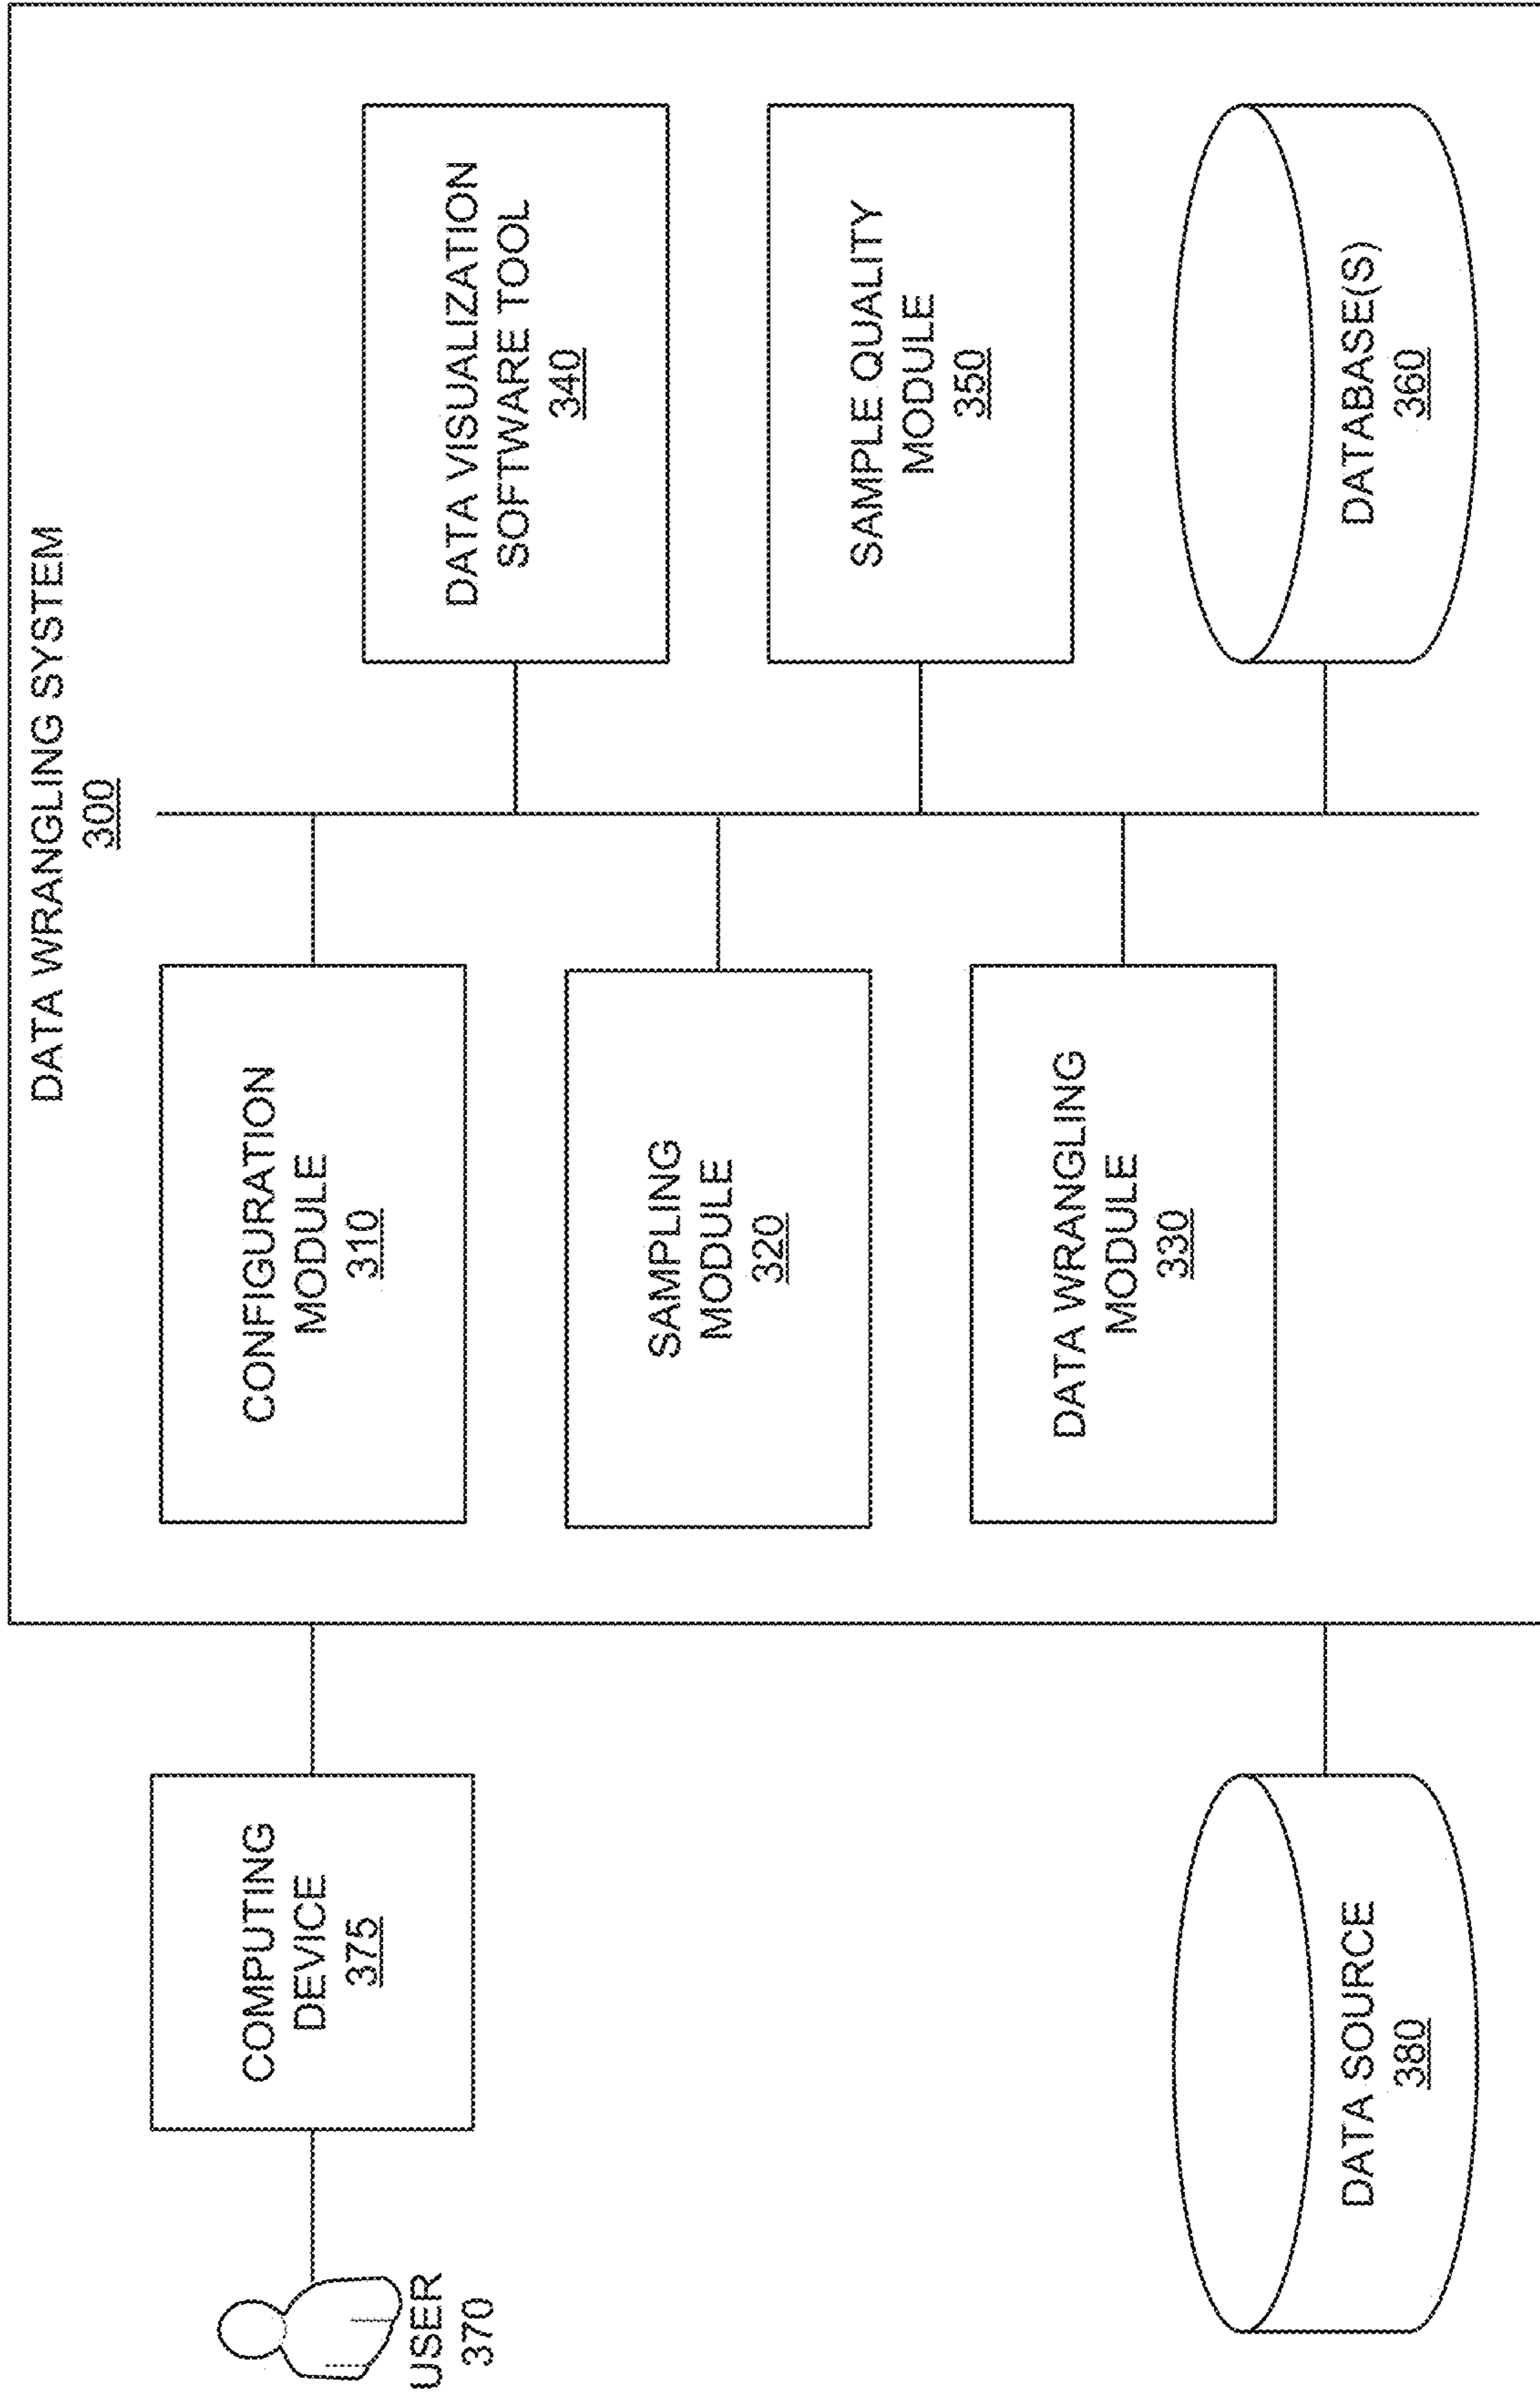 DATA WRANGLING SYSTEM
300
USER
370
COMPUTING
DEVICE
375
CONFIGURATION
MODULE
310
DATA VISUALIZATION
SOFTWARE TOOL
340
SAMPLING
MODULE
320
SAMPLE QUALITY
MODULE
350
DATA WRANGLING
MODULE
330
DATABASE(S)
360
DATA SOURCE
380